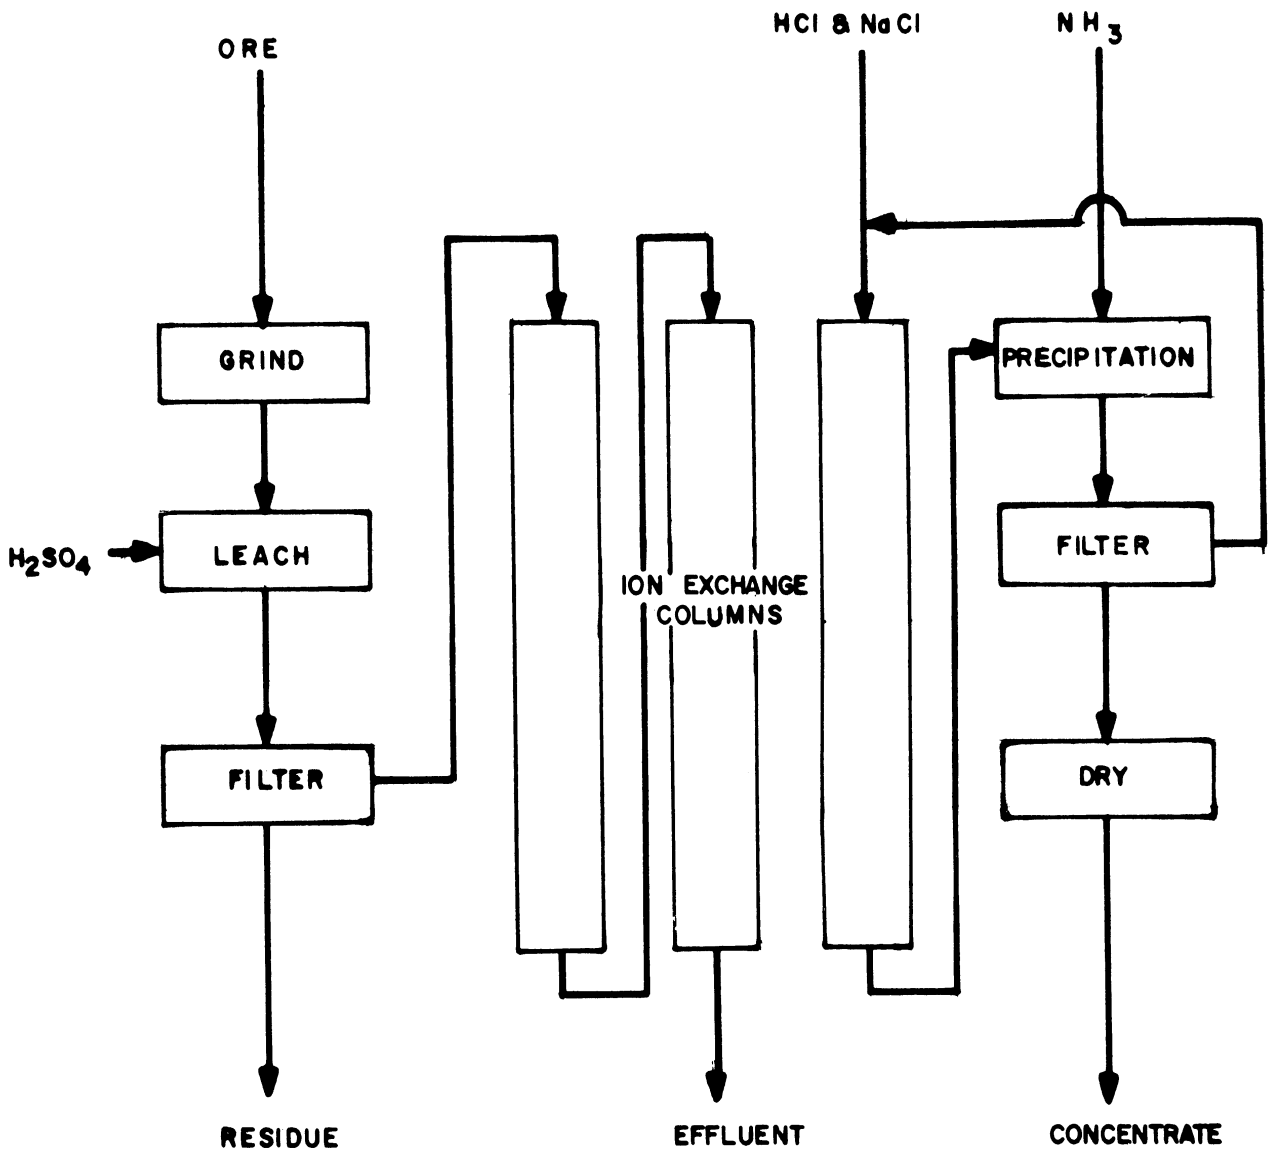 HCl & NaCl
NH3
ORE
GRIND
PRECIPITATION
H2SO4
LEACH
FILTER
ION EXCHANGE
COLUMNS
FILTER
DRY
RESIDUE
EFFLUENT
CONCENTRATE